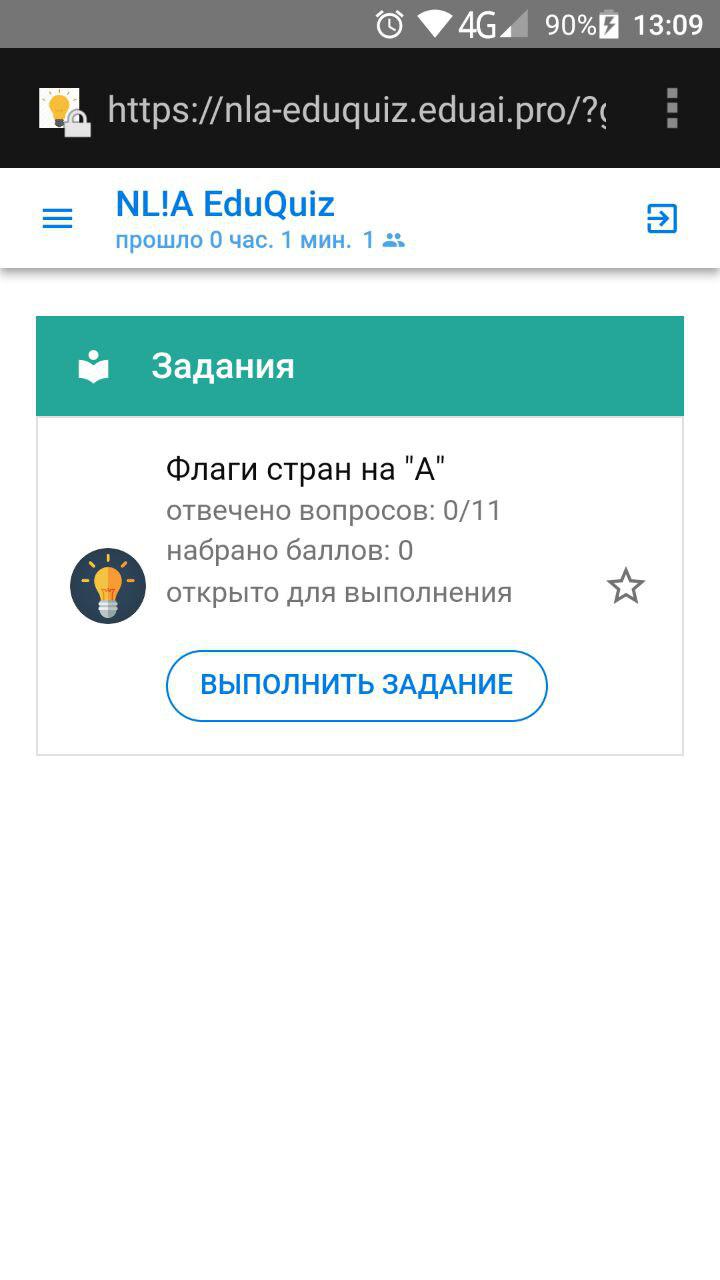 4G 90% 13:09
https://nla-eduquiz.eduai.pro/?
NL!A EduQuiz
прошло 0 час. 1 мин. 1
Задания
Флаги стран на "А"
отвечено вопросов: 0/11
набрано баллов: 0
открыто для выполнения
ВЫПОЛНИТЬ ЗАДАНИЕ